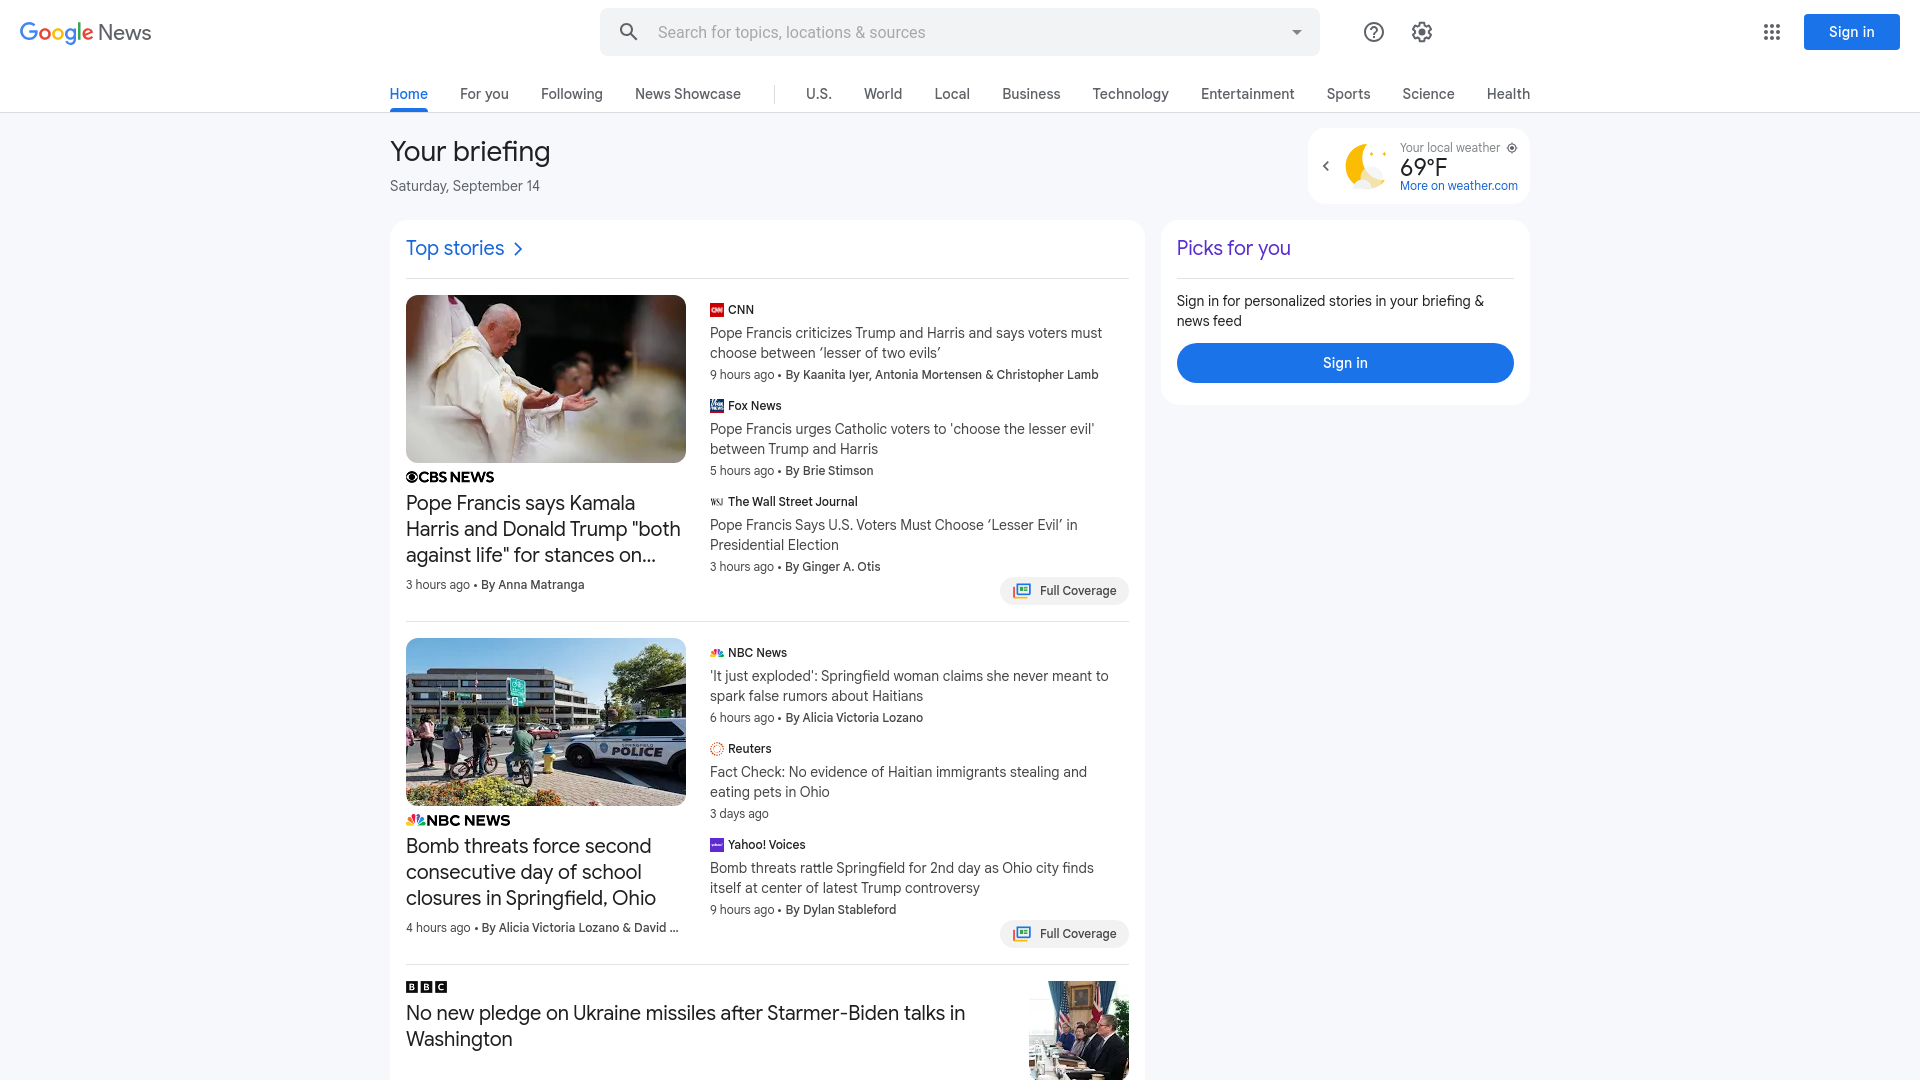 Google News
Search for topics, locations & sources
Sign in
Home
For you
Following
News Showcase
U.S.
World
Local
Business
Technology
Entertainment
Sports
Science
Health
Your briefing
Saturday, September 14
Your local weather
69°F
More on weather.com
Top stories
CBS NEWS
Pope Francis says Kamala
Harris and Donald Trump "both
against life" for stances on...
3 hours ago • By Anna Matranga
CNN
Pope Francis criticizes Trump and Harris and says voters must
choose between ‘lesser of two evils’
9 hours ago • By Kaanita Iyer, Antonia Mortensen & Christopher Lamb
Fox News
Pope Francis urges Catholic voters to 'choose the lesser evil'
between Trump and Harris
5 hours ago • By Brie Stimson
WSJ The Wall Street Journal
Pope Francis Says U.S. Voters Must Choose ‘Lesser Evil’ in
Presidential Election
3 hours ago • By Ginger A. Otis
Full Coverage
SPRINGFIELD
POLICE
NBC NEWS
Bomb threats force second
consecutive day of school
closures in Springfield, Ohio
4 hours ago • By Alicia Victoria Lozano & David ...
NBC News
'It just exploded': Springfield woman claims she never meant to
spark false rumors about Haitians
6 hours ago • By Alicia Victoria Lozano
Reuters
Fact Check: No evidence of Haitian immigrants stealing and
eating pets in Ohio
3 days ago
Yahoo! Voices
Bomb threats rattle Springfield for 2nd day as Ohio city finds
itself at center of latest Trump controversy
9 hours ago • By Dylan Stableford
Full Coverage
BBC
No new pledge on Ukraine missiles after Starmer-Biden talks in
Washington
Picks for you
Sign in for personalized stories in your briefing &
news feed
Sign in